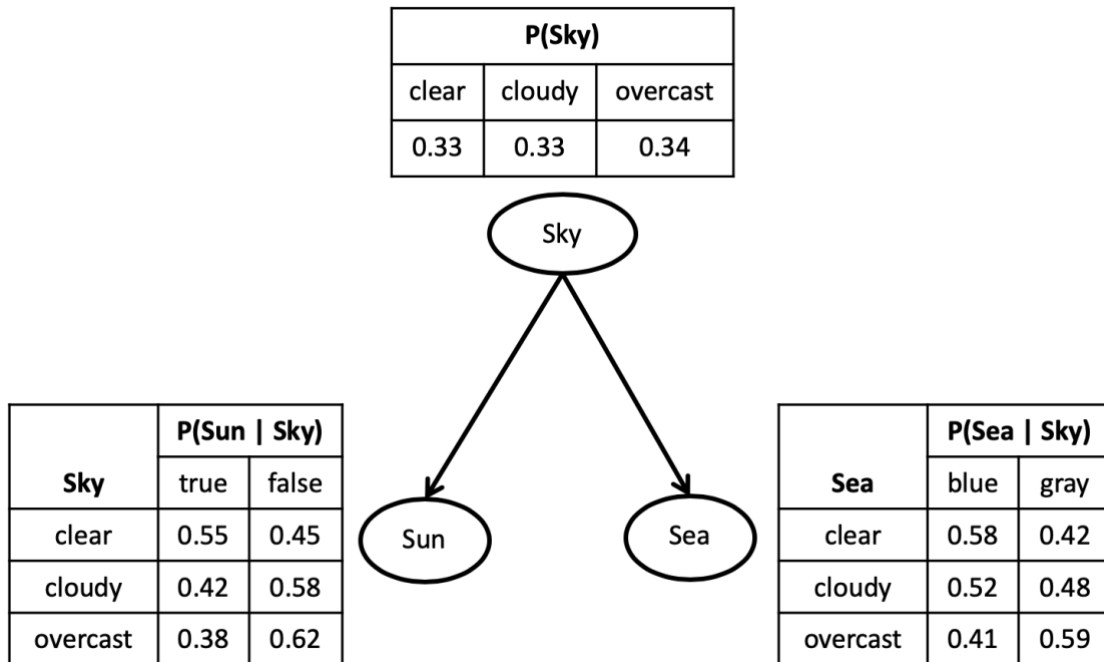 P(Sky)
clear cloudy overcast
0.33 0.33 0.34
Sky
P(Sun | Sky)
Sky true false
clear 0.55 0.45
cloudy 0.42 0.58
overcast 0.38 0.62
Sun
Sea
P(Sea | Sky)
Sea blue gray
clear 0.58 0.42
cloudy 0.52 0.48
overcast 0.41 0.59